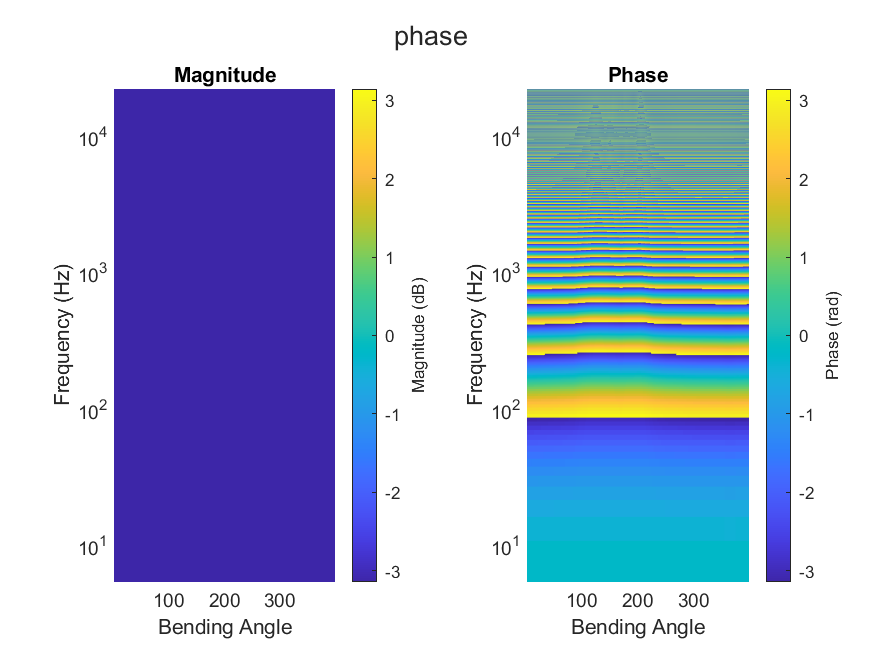 phase
Magnitude
10^4
10^3
10^2
10^1
Frequency (Hz)
100 200 300
Bending Angle
3
2
1
0
-1
-2
-3
Magnitude (dB)
Phase
10^4
10^3
10^2
10^1
Frequency (Hz)
100 200 300
Bending Angle
3
2
1
0
-1
-2
-3
Phase (rad)